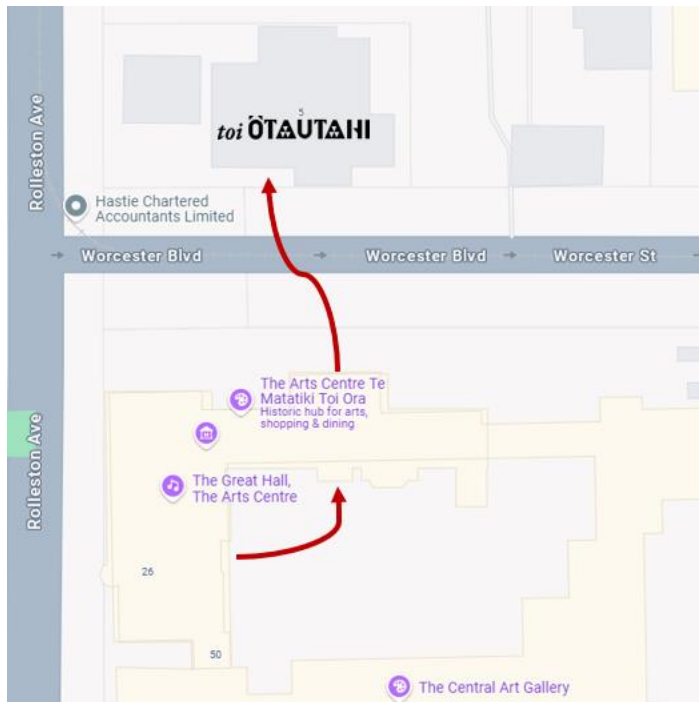 Rolleston Ave
5
toi ŌTAUTAHI
Hastie Chartered
Accountants Limited
Worcester Blvd
Worcester Blvd
Worcester St
The Arts Centre Te
Matatiki Toi Ora
Historic hub for arts,
shopping & dining
Rolleston Ave
The Great Hall,
The Arts Centre
26
50
The Central Art Gallery